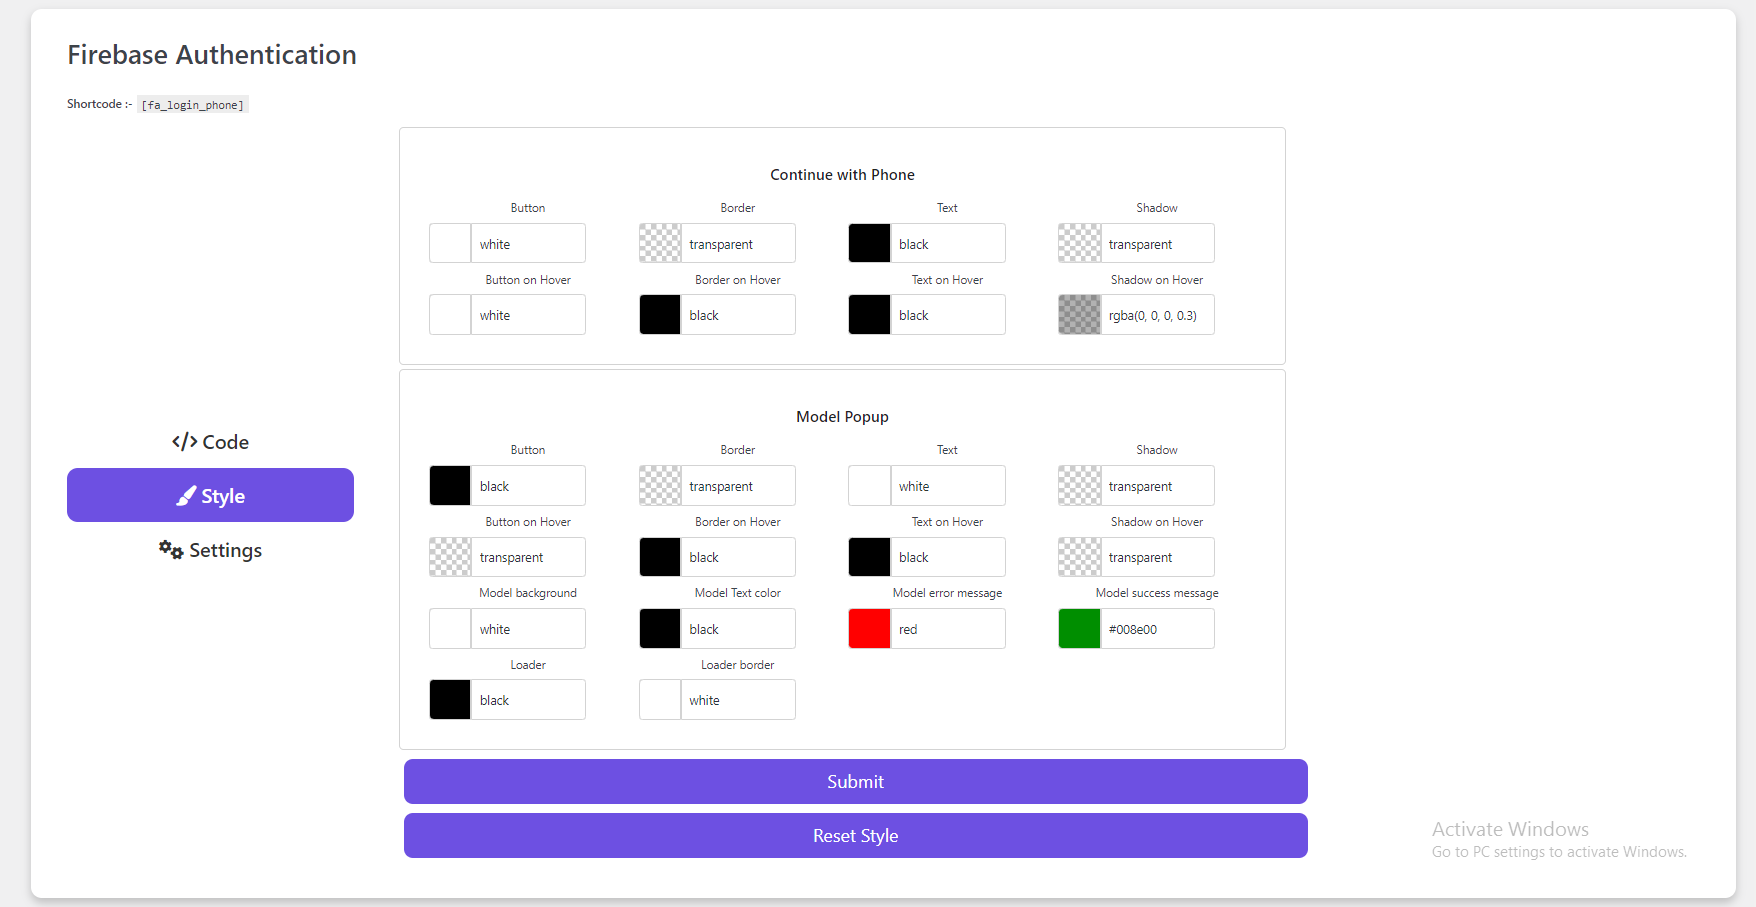 Firebase Authentication
Shortcode :- [fa_login_phone]
Continue with Phone
Button Border Text Shadow
white transparent black transparent
Button on Hover Border on Hover Text on Hover Shadow on Hover
white black black rgba(0, 0, 0, 0.3)
Model Popup
Button Border Text Shadow
black transparent white transparent
Button on Hover Border on Hover Text on Hover Shadow on Hover
transparent black black transparent
Model background Model Text color Model error message Model success message
white black red #008e00
Loader Loader border
black white
</> Code
Style
Settings
Submit
Reset Style
Activate Windows
Go to PC settings to activate Windows.